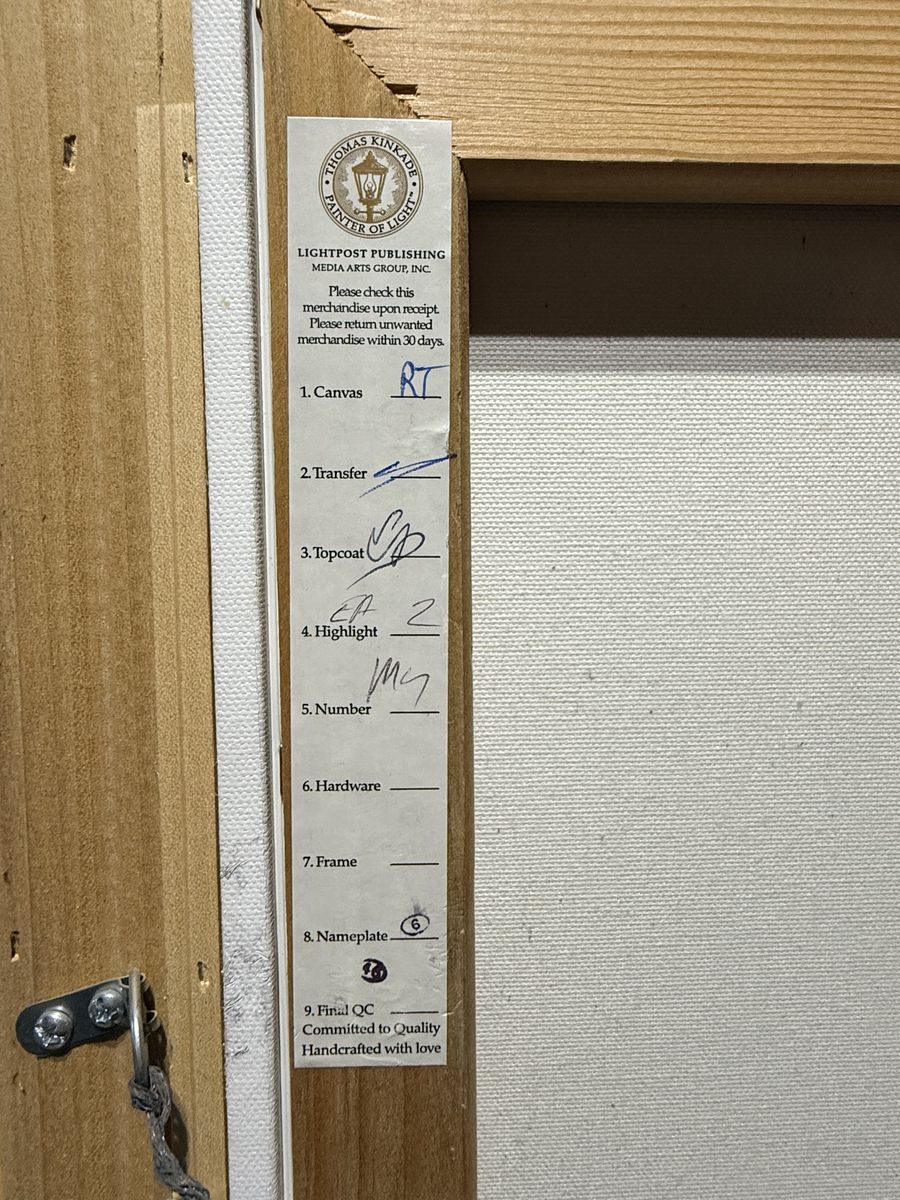 THOMAS KINKADE
PAINTER OF LIGHT™
LIGHTPOST PUBLISHING
MEDIA ARTS GROUP, INC.
Please check this
merchandise upon receipt.
Please return unwanted
merchandise within 30 days.
1. Canvas RT
2. Transfer
3. Topcoat
4. Highlight 2
5. Number
6. Hardware
7. Frame
8. Nameplate 6
9. Final QC
Committed to Quality
Handcrafted with love